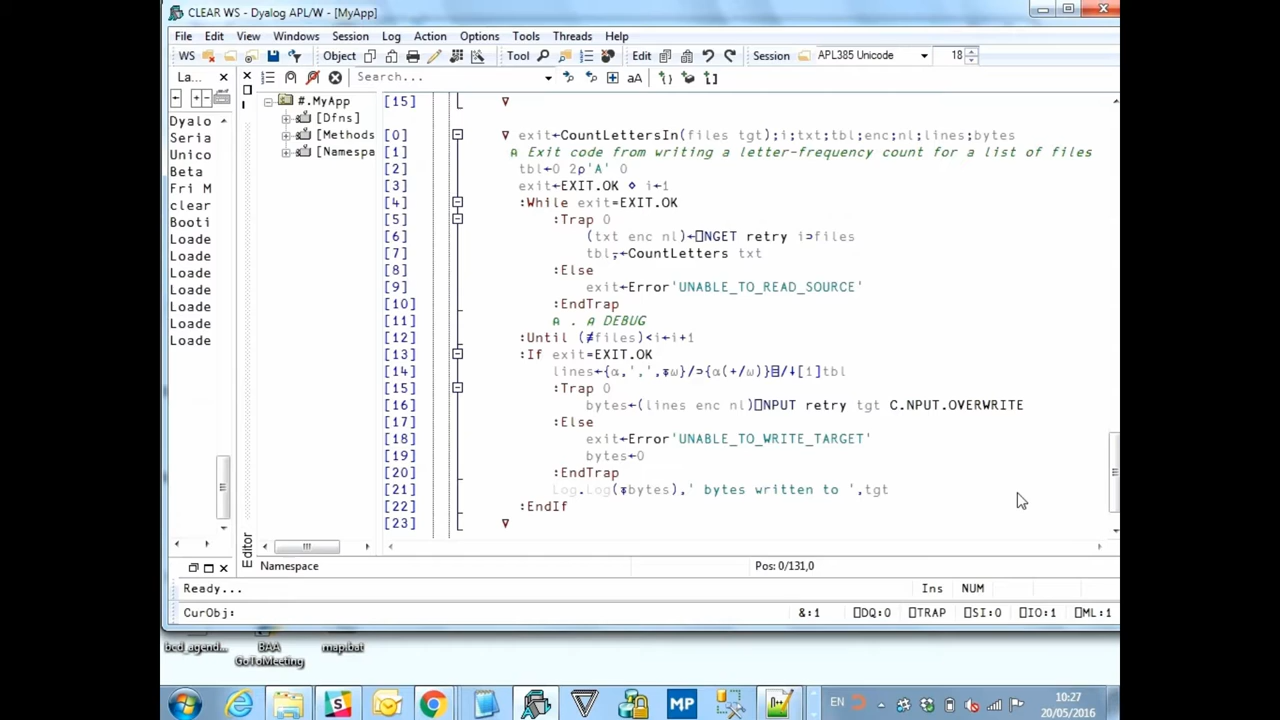 CLEAR WS - Dyalog APL/W - [MyApp]
File Edit View Windows Session Log Action Options Tools Threads Help
WS Object Tool Edit Session APL385 Unicode 18
La... Search... aA
#.MyApp
[Dfns]
[Methods
[Namespa
Dyalo
Seria
Unico
Beta
Fri M
clear
Booti
Loade
Loade
Loade
Loade
Loade
Editor
[15] ∇
[0] ∇ exit←CountLettersIn(files tgt);i;txt;tbl;enc;nl;lines;bytes
[1] ⍝ Exit code from writing a letter-frequency count for a list of files
[2] tbl←0 2⍴'A' 0
[3] exit←EXIT.OK ⋄ i←1
[4] :While exit=EXIT.OK
[5] :Trap 0
[6] (txt enc nl)←⎕NGET retry i⊃files
[7] tbl⍪←CountLetters txt
[8] :Else
[9] exit←Error'UNABLE_TO_READ_SOURCE'
[10] :EndTrap
[11] ⍝ . ⍝ DEBUG
[12] :Until (≢files)<i←i+1
[13] :If exit=EXIT.OK
[14] lines←{⍺,',',⍕⍵}/⊃{⍺(+/⍵)}⌸/↓[1]tbl
[15] :Trap 0
[16] bytes←(lines enc nl)⎕NPUT retry tgt C.NPUT.OVERWRITE
[17] :Else
[18] exit←Error'UNABLE_TO_WRITE_TARGET'
[19] bytes←0
[20] :EndTrap
[21] Log.Log(⍕bytes),' bytes written to ',tgt
[22] :EndIf
[23] ∇
Namespace Pos: 0/131,0
Ready... Ins NUM
CurObj: &:1 ⎕DQ:0 ⎕TRAP ⎕SI:0 ⎕IO:1 ⎕ML:1
bcd_agend... BAA GoToMeeting map.bat
MP EN 10:27
20/05/2016